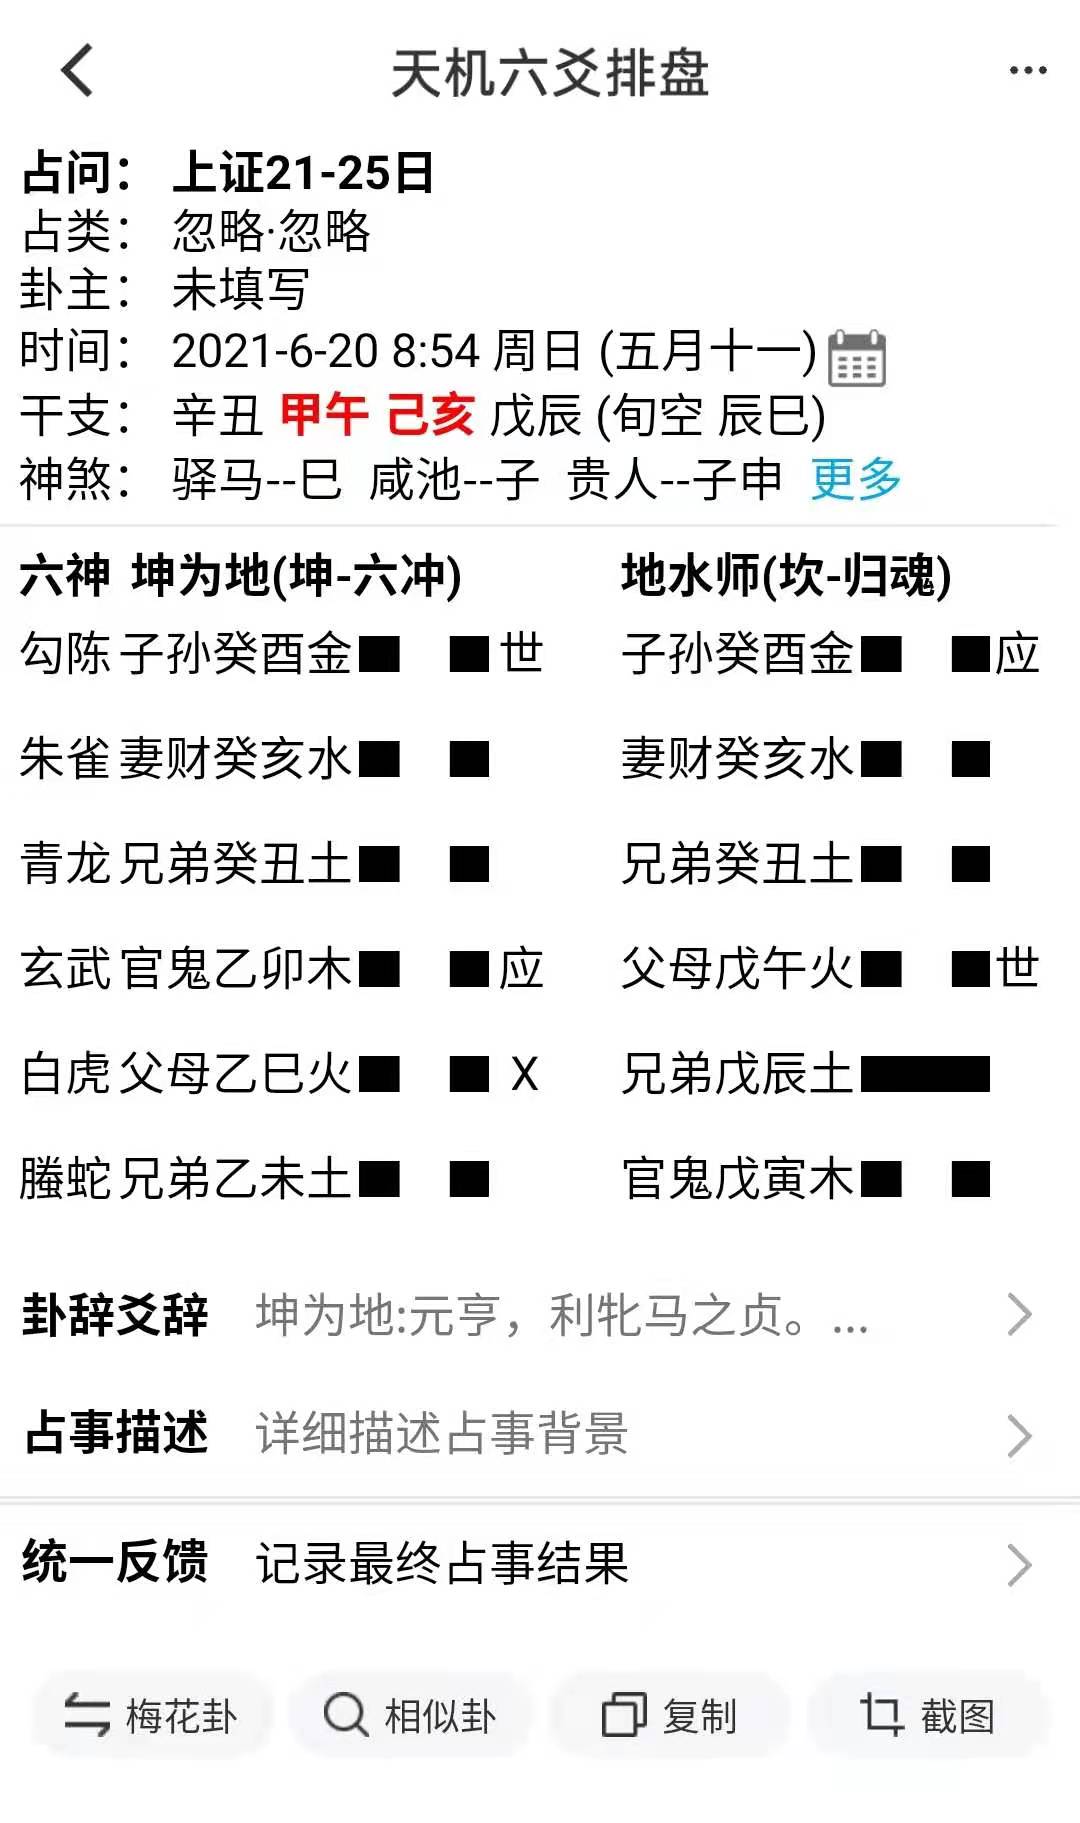 天机六爻排盘
占问： 上证21-25日
占类： 忽略·忽略
卦主： 未填写
时间： 2021-6-20 8:54 周日 (五月十一)
干支： 辛丑 甲午 己亥 戊辰 (旬空 辰巳)
神煞： 驿马--巳 咸池--子 贵人--子申 更多
六神 坤为地(坤-六冲) 地水师(坎-归魂)
勾陈 子孙癸酉金 世 子孙癸酉金 应
朱雀 妻财癸亥水 妻财癸亥水
青龙 兄弟癸丑土 兄弟癸丑土
玄武 官鬼乙卯木 应 父母戊午火 世
白虎 父母乙巳火 X 兄弟戊辰土
螣蛇 兄弟乙未土 官鬼戊寅木
卦辞爻辞 坤为地:元亨，利牝马之贞。...
占事描述 详细描述占事背景
统一反馈 记录最终占事结果
梅花卦 相似卦 复制 截图